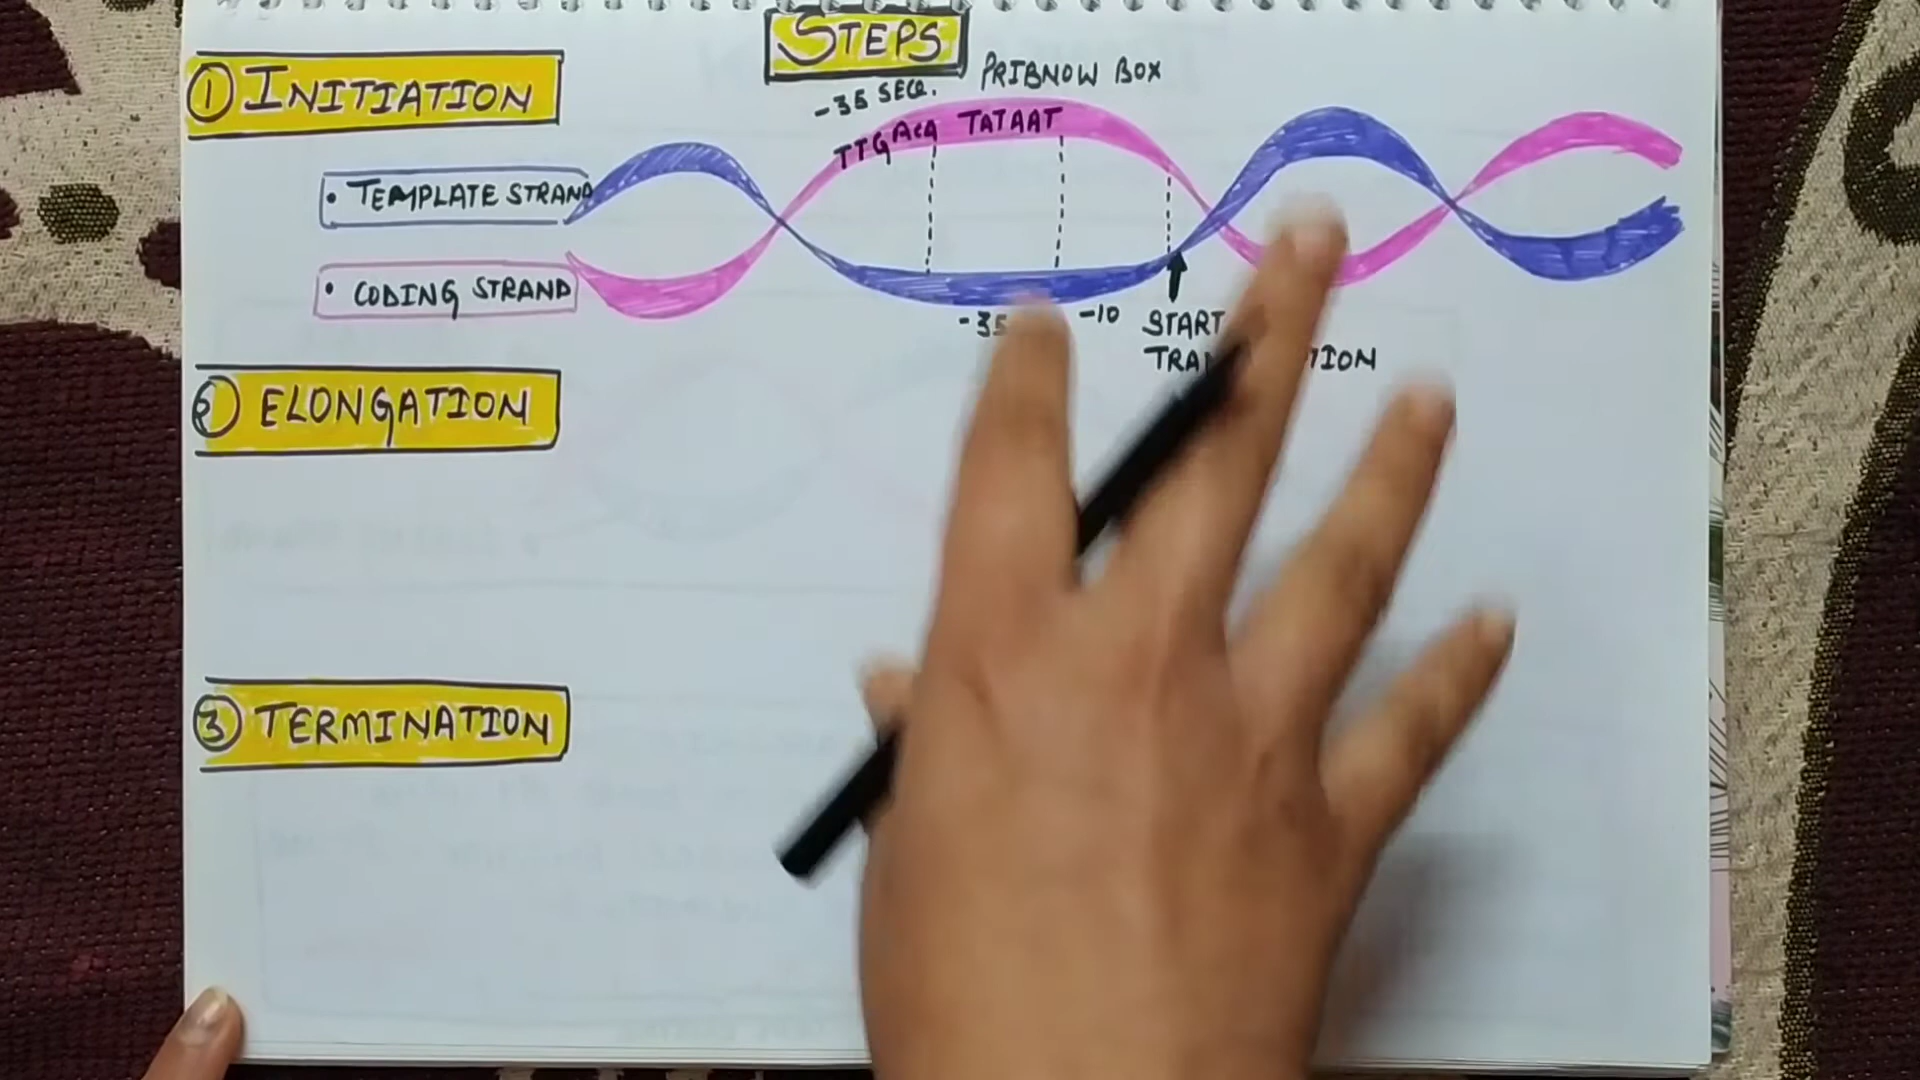 STEPS
① INITIATION
-35 SEQ. PRIBNOW BOX
TTGACA TATAAT
• TEMPLATE STRAND
• CODING STRAND
-35 -10 START
② ELONGATION
③ TERMINATION